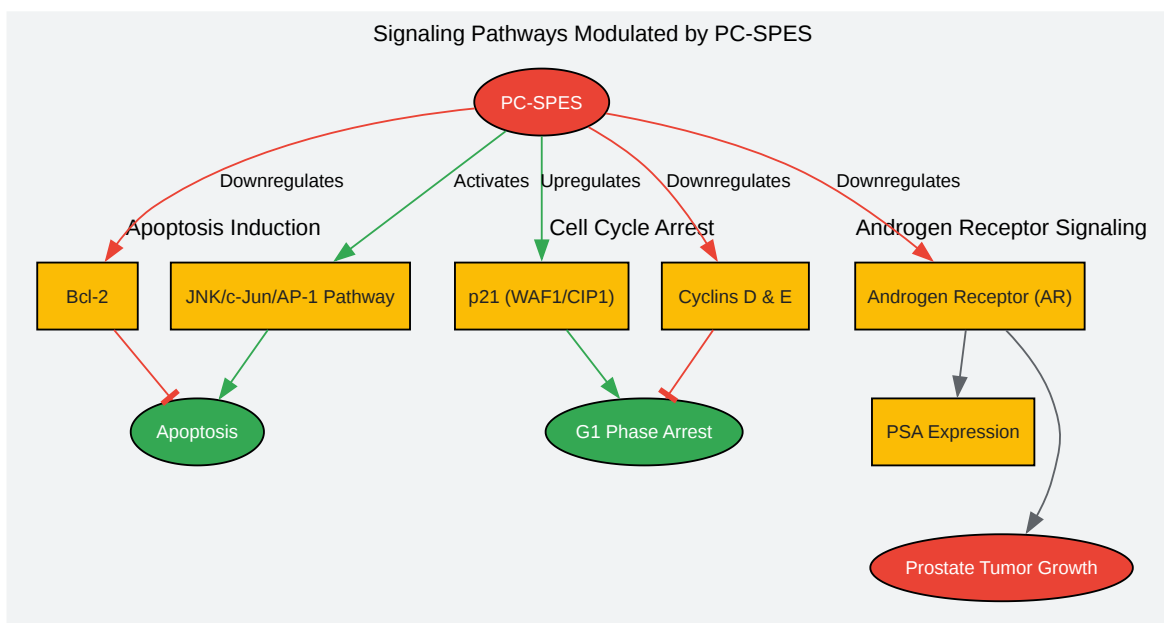 Signaling Pathways Modulated by PC-SPES
PC-SPES
Downregulates
Activates
Upregulates
Downregulates
Downregulates
Apoptosis Induction
Cell Cycle Arrest
Androgen Receptor Signaling
Bcl-2
JNK/c-Jun/AP-1 Pathway
p21 (WAF1/CIP1)
Cyclins D & E
Androgen Receptor (AR)
Apoptosis
G1 Phase Arrest
PSA Expression
Prostate Tumor Growth